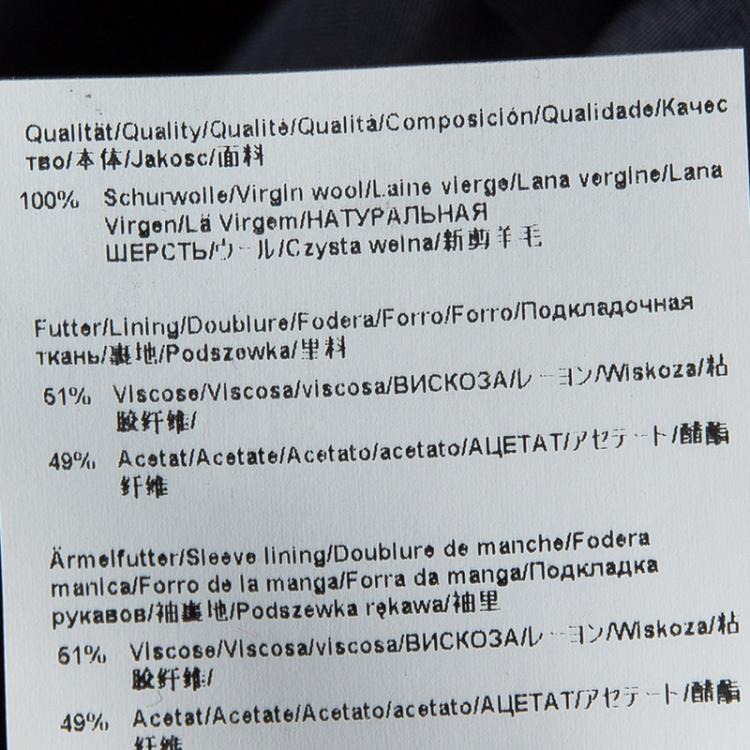 Qualität/Quality/Qualité/Qualità/Composición/Qualidade/Качес
тво/本体/Jakosc/面料
100% Schurwolle/Virgin wool/Laine vierge/Lana vergine/Lana
Virgen/Lä Virgem/НАТУРАЛЬНАЯ
ШЕРСТЬ/ウール/Czysta welna/新剪羊毛
Futter/Lining/Doublure/Fodera/Forro/Forro/Подкладочная
ткань/裏地/Podszewka/里料
51% Viscose/Viscosa/viscosa/ВИСКОЗА/レーヨン/Wiskoza/粘
胶纤维/
49% Acetat/Acetate/Acetato/acetato/АЦЕТАТ/アセテート/醋酯
纤维
Ärmelfutter/Sleeve lining/Doublure de manche/Fodera
manica/Forro de la manga/Forra da manga/Подкладка
рукавов/袖裏地/Podszewka rękawa/袖里
51% Viscose/Viscosa/viscosa/ВИСКОЗА/レーヨン/Wiskoza/粘
胶纤维/
49% Acetat/Acetate/Acetato/acetato/АЦЕТАТ/アセテート/醋酯
纤维